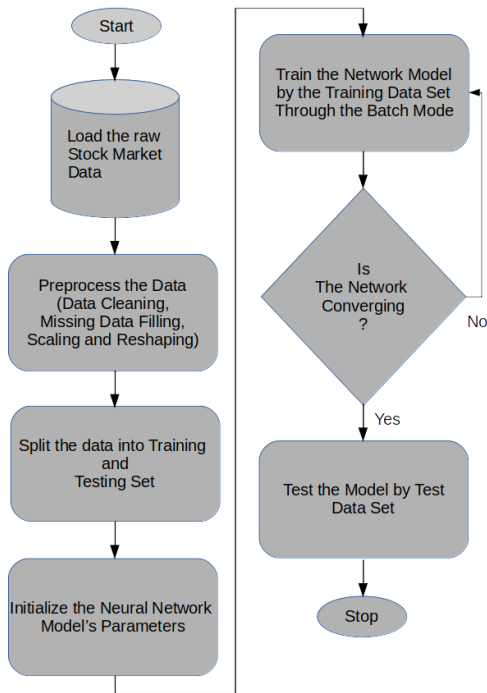 Start
Load the raw
Stock Market
Data
Preprocess the Data
(Data Cleaning,
Missing Data Filling,
Scaling and Reshaping)
Split the data into Training
and
Testing Set
Initialize the Neural Network
Model's Parameters
Train the Network Model
by the Training Data Set
Through the Batch Mode
Is
The Network
Converging
?
No
Yes
Test the Model by Test
Data Set
Stop